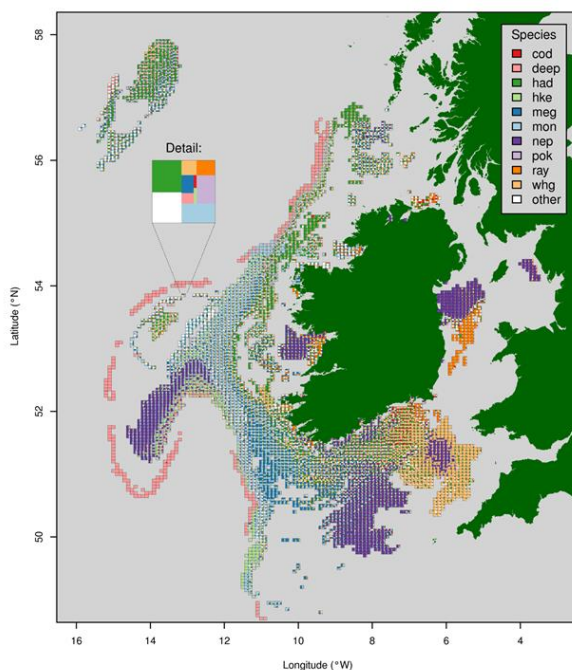 58
56
54
52
50
Latitude (°N)
Detail:
Species
cod
deep
had
hke
meg
mon
nep
pok
ray
whg
other
16
14
12
10
8
6
4
Longitude (°W)